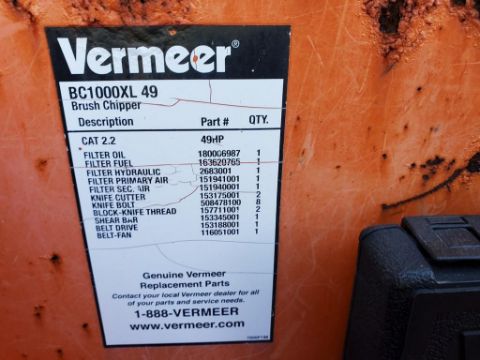 Vermeer®
BC1000XL 49
Brush Chipper
Description Part # QTY.
CAT 2.2 49HP
FILTER OIL 180006987 1
FILTER FUEL 163620765 1
FILTER HYDRAULIC 2683001 1
FILTER PRIMARY AIR 151941001 1
FILTER SEC. AIR 151940001 1
KNIFE CUTTER 153175001 2
KNIFE BOLT 508478100 8
BLOCK-KNIFE THREAD 157711001 2
SHEAR BAR 153345001 1
BELT DRIVE 153188001 1
BELT-FAN 116051001 1
Genuine Vermeer
Replacement Parts
Contact your local Vermeer dealer for all
of your parts and service needs.
1-888-VERMEER
www.vermeer.com